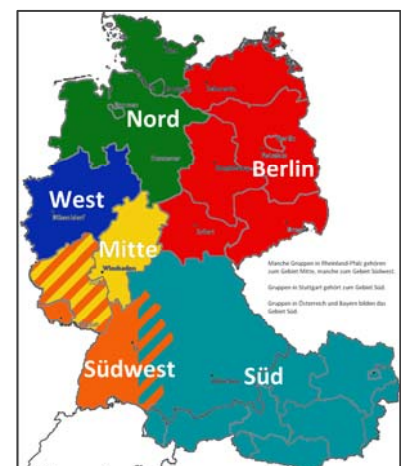 Nord
Berlin
West
Mitte
Wiesbaden
Manche Gruppen in Rheinland-Pfalz gehören
zum Gebiet Mitte, manche zum Gebiet Südwest.
Gruppen in Stuttgart gehört zum Gebiet Süd.
Gruppen in Österreich und Bayern bilden das
Gebiet Süd.
Südwest
Süd